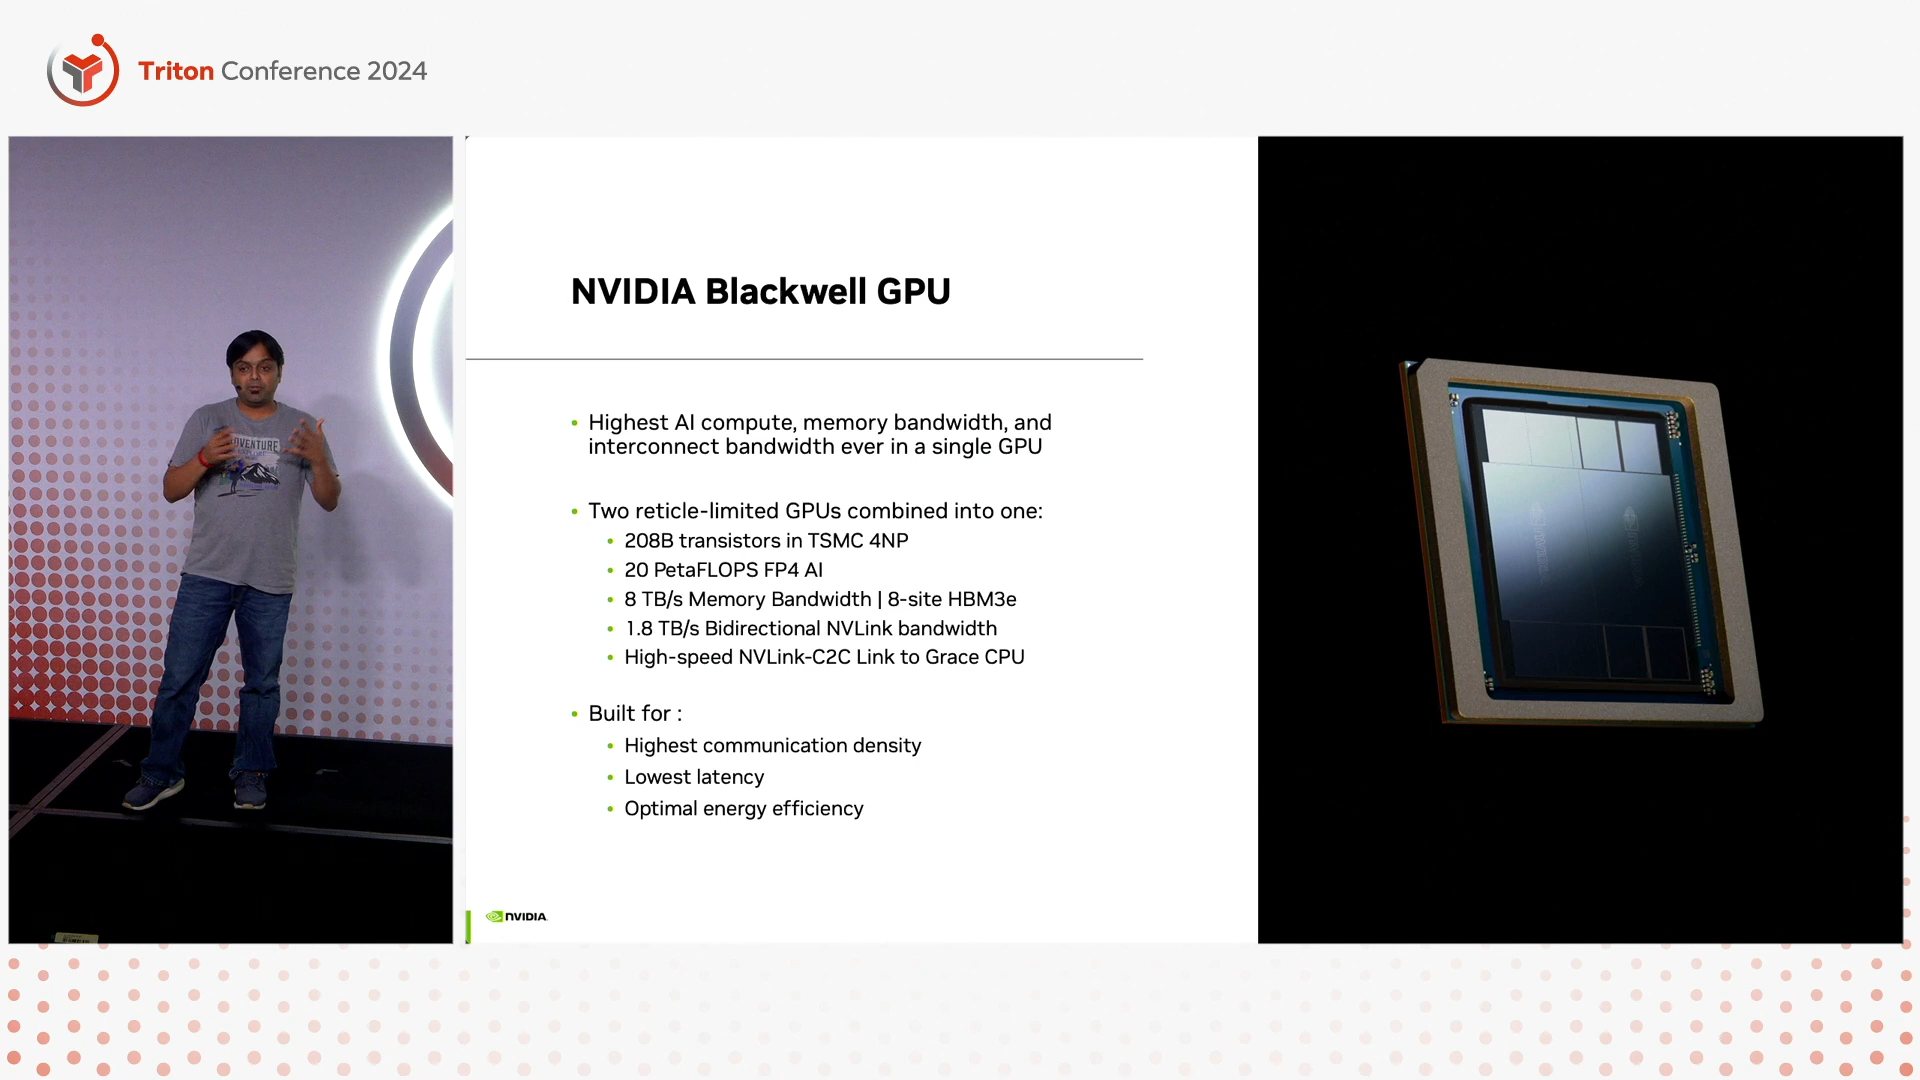 Triton Conference 2024
ADVENTURE
NVIDIA Blackwell GPU
• Highest AI compute, memory bandwidth, and
interconnect bandwidth ever in a single GPU
• Two reticle-limited GPUs combined into one:
• 208B transistors in TSMC 4NP
• 20 PetaFLOPS FP4 AI
• 8 TB/s Memory Bandwidth | 8-site HBM3e
• 1.8 TB/s Bidirectional NVLink bandwidth
• High-speed NVLink-C2C Link to Grace CPU
• Built for :
• Highest communication density
• Lowest latency
• Optimal energy efficiency
NVIDIA